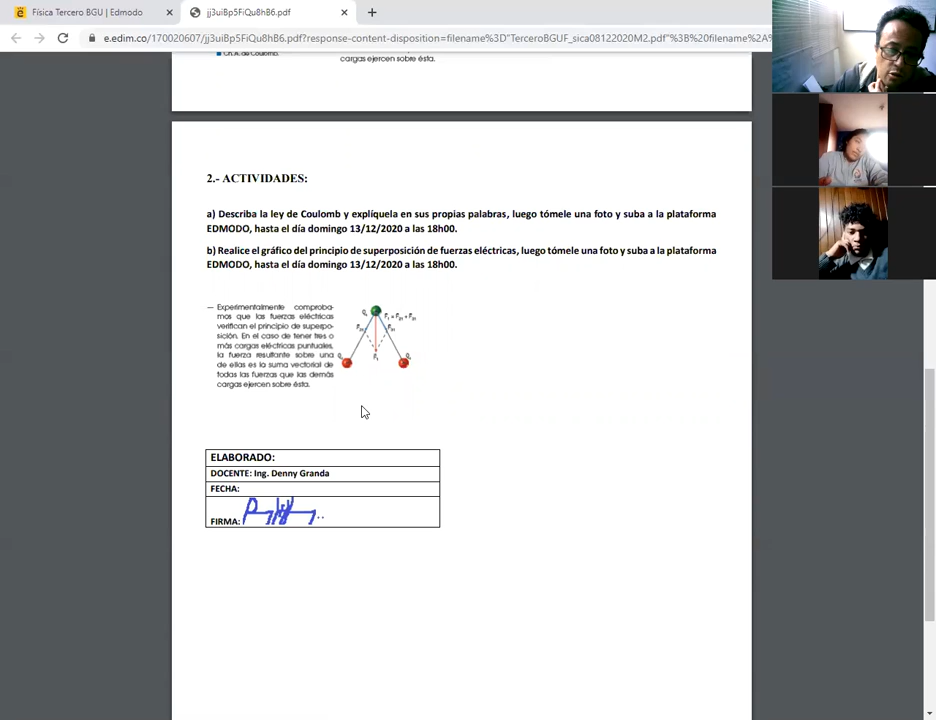 Física Tercero BGU | Edmodo
jj3uiBp5FiQu8hB6.pdf
e.edim.co/170020607/jj3uiBp5FiQu8hB6.pdf?response-content-disposition=filename%3D"TerceroBGUF_sica08122020M2.pdf"%3B%20filename%2A%
Ch.A. de Coulomb.
cargas ejercen sobre ésta.
2.- ACTIVIDADES:
a) Describa la ley de Coulomb y explíquela en sus propias palabras, luego tómele una foto y suba a la plataforma
EDMODO, hasta el día domingo 13/12/2020 a las 18h00.
b) Realice el gráfico del principio de superposición de fuerzas eléctricas, luego tómele una foto y suba a la plataforma
EDMODO, hasta el día domingo 13/12/2020 a las 18h00.
— Experimentalmente comproba-
mos que las fuerzas eléctricas
verifican el principio de superpo-
sición. En el caso de tener tres o
más cargas eléctricas puntuales,
la fuerza resultante sobre una
de ellas es la suma vectorial de
todas las fuerzas que las demás
cargas ejercen sobre ésta.
ELABORADO:
DOCENTE: Ing. Denny Granda
FECHA:
FIRMA: